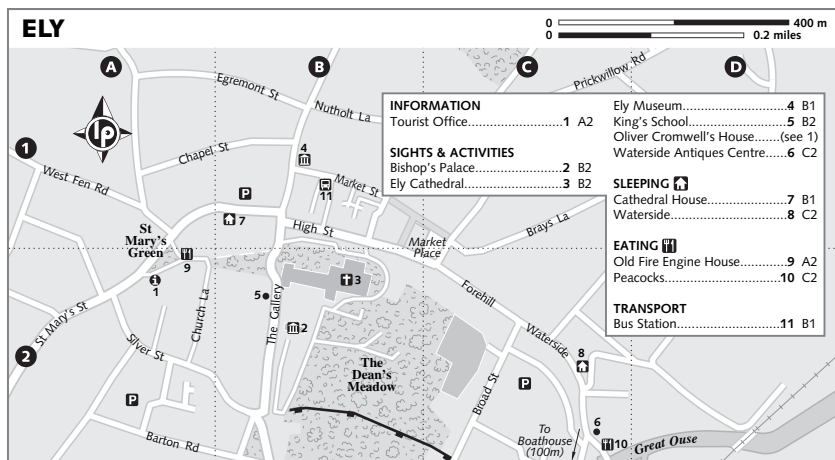 ELY
0 400 m
0 0.2 miles
A B C D
Prickwillow Rd
Egremont St
Nutholt La
lp
1
Chapel St
4
Market St
11
West Fen Rd
P
7
High St
St
Mary's
Green
9
1
Market
Place
Brays La
3
5
The Gallery
2
Church La
St Mary's St
Silver St
2
Forehill
Waterside
The
Dean's
Meadow
8
P
Broad St
P
6
10
To
Boathouse
(100m)
Great Ouse
Barton Rd
INFORMATION
Tourist Office....................1 A2
SIGHTS & ACTIVITIES
Bishop's Palace...............2 B2
Ely Cathedral...................3 B2
Ely Museum.....................4 B1
King's School....................5 B2
Oliver Cromwell's House......(see 1)
Waterside Antiques Centre.....6 C2
SLEEPING
Cathedral House...............7 B1
Waterside........................8 C2
EATING
Old Fire Engine House.........9 A2
Peacocks........................10 C2
TRANSPORT
Bus Station.....................11 B1